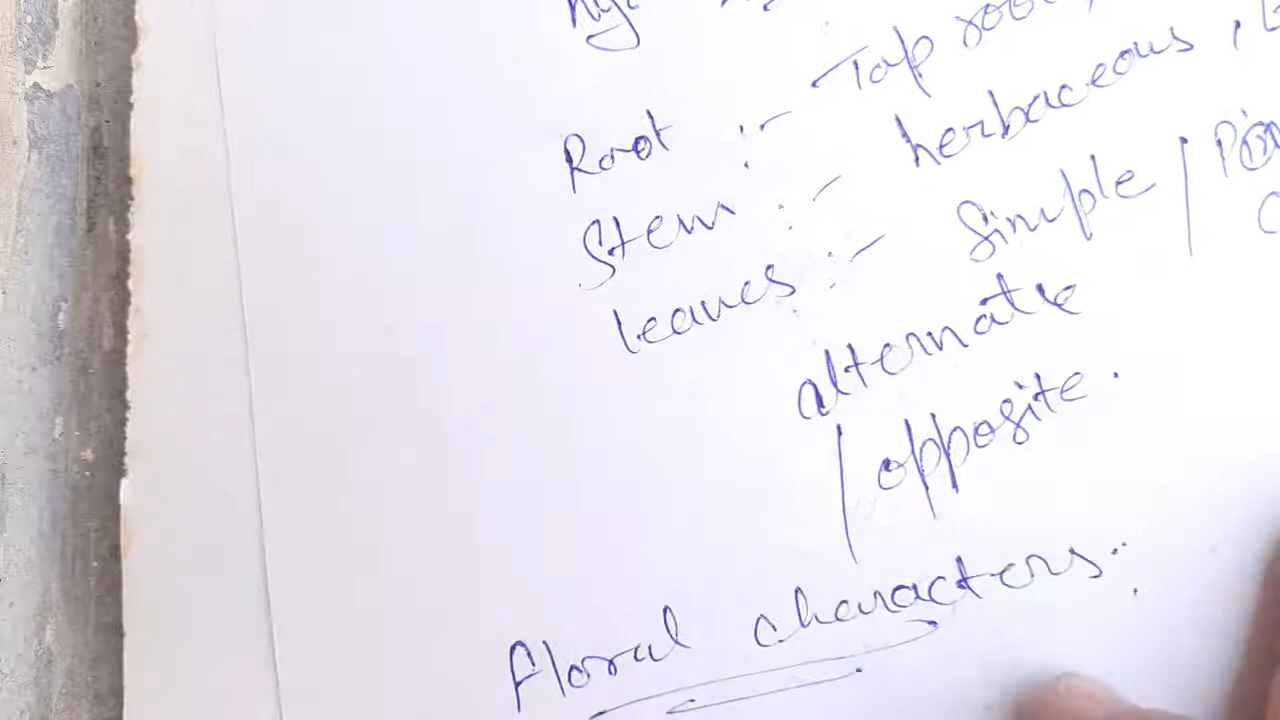 Root :- Tap root,
Stem :- herbaceous,
leaves :- Simple /
alternate
/ opposite.
Floral characters: